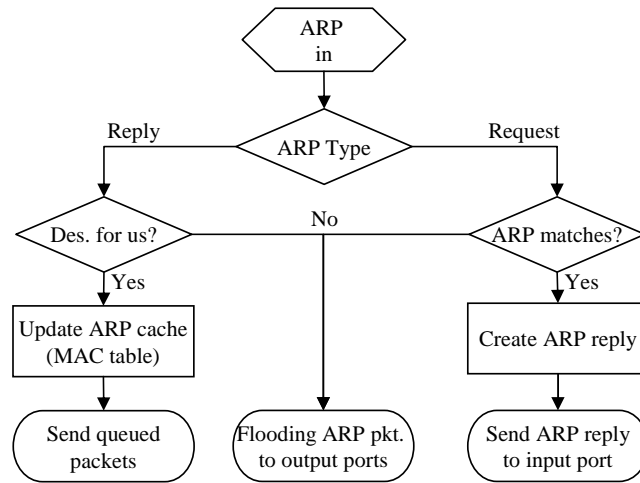 ARP
in
Reply
ARP Type
Request
Des. for us?
No
ARP matches?
Yes
Yes
Update ARP cache
(MAC table)
Create ARP reply
Send queued
packets
Flooding ARP pkt.
to output ports
Send ARP reply
to input port